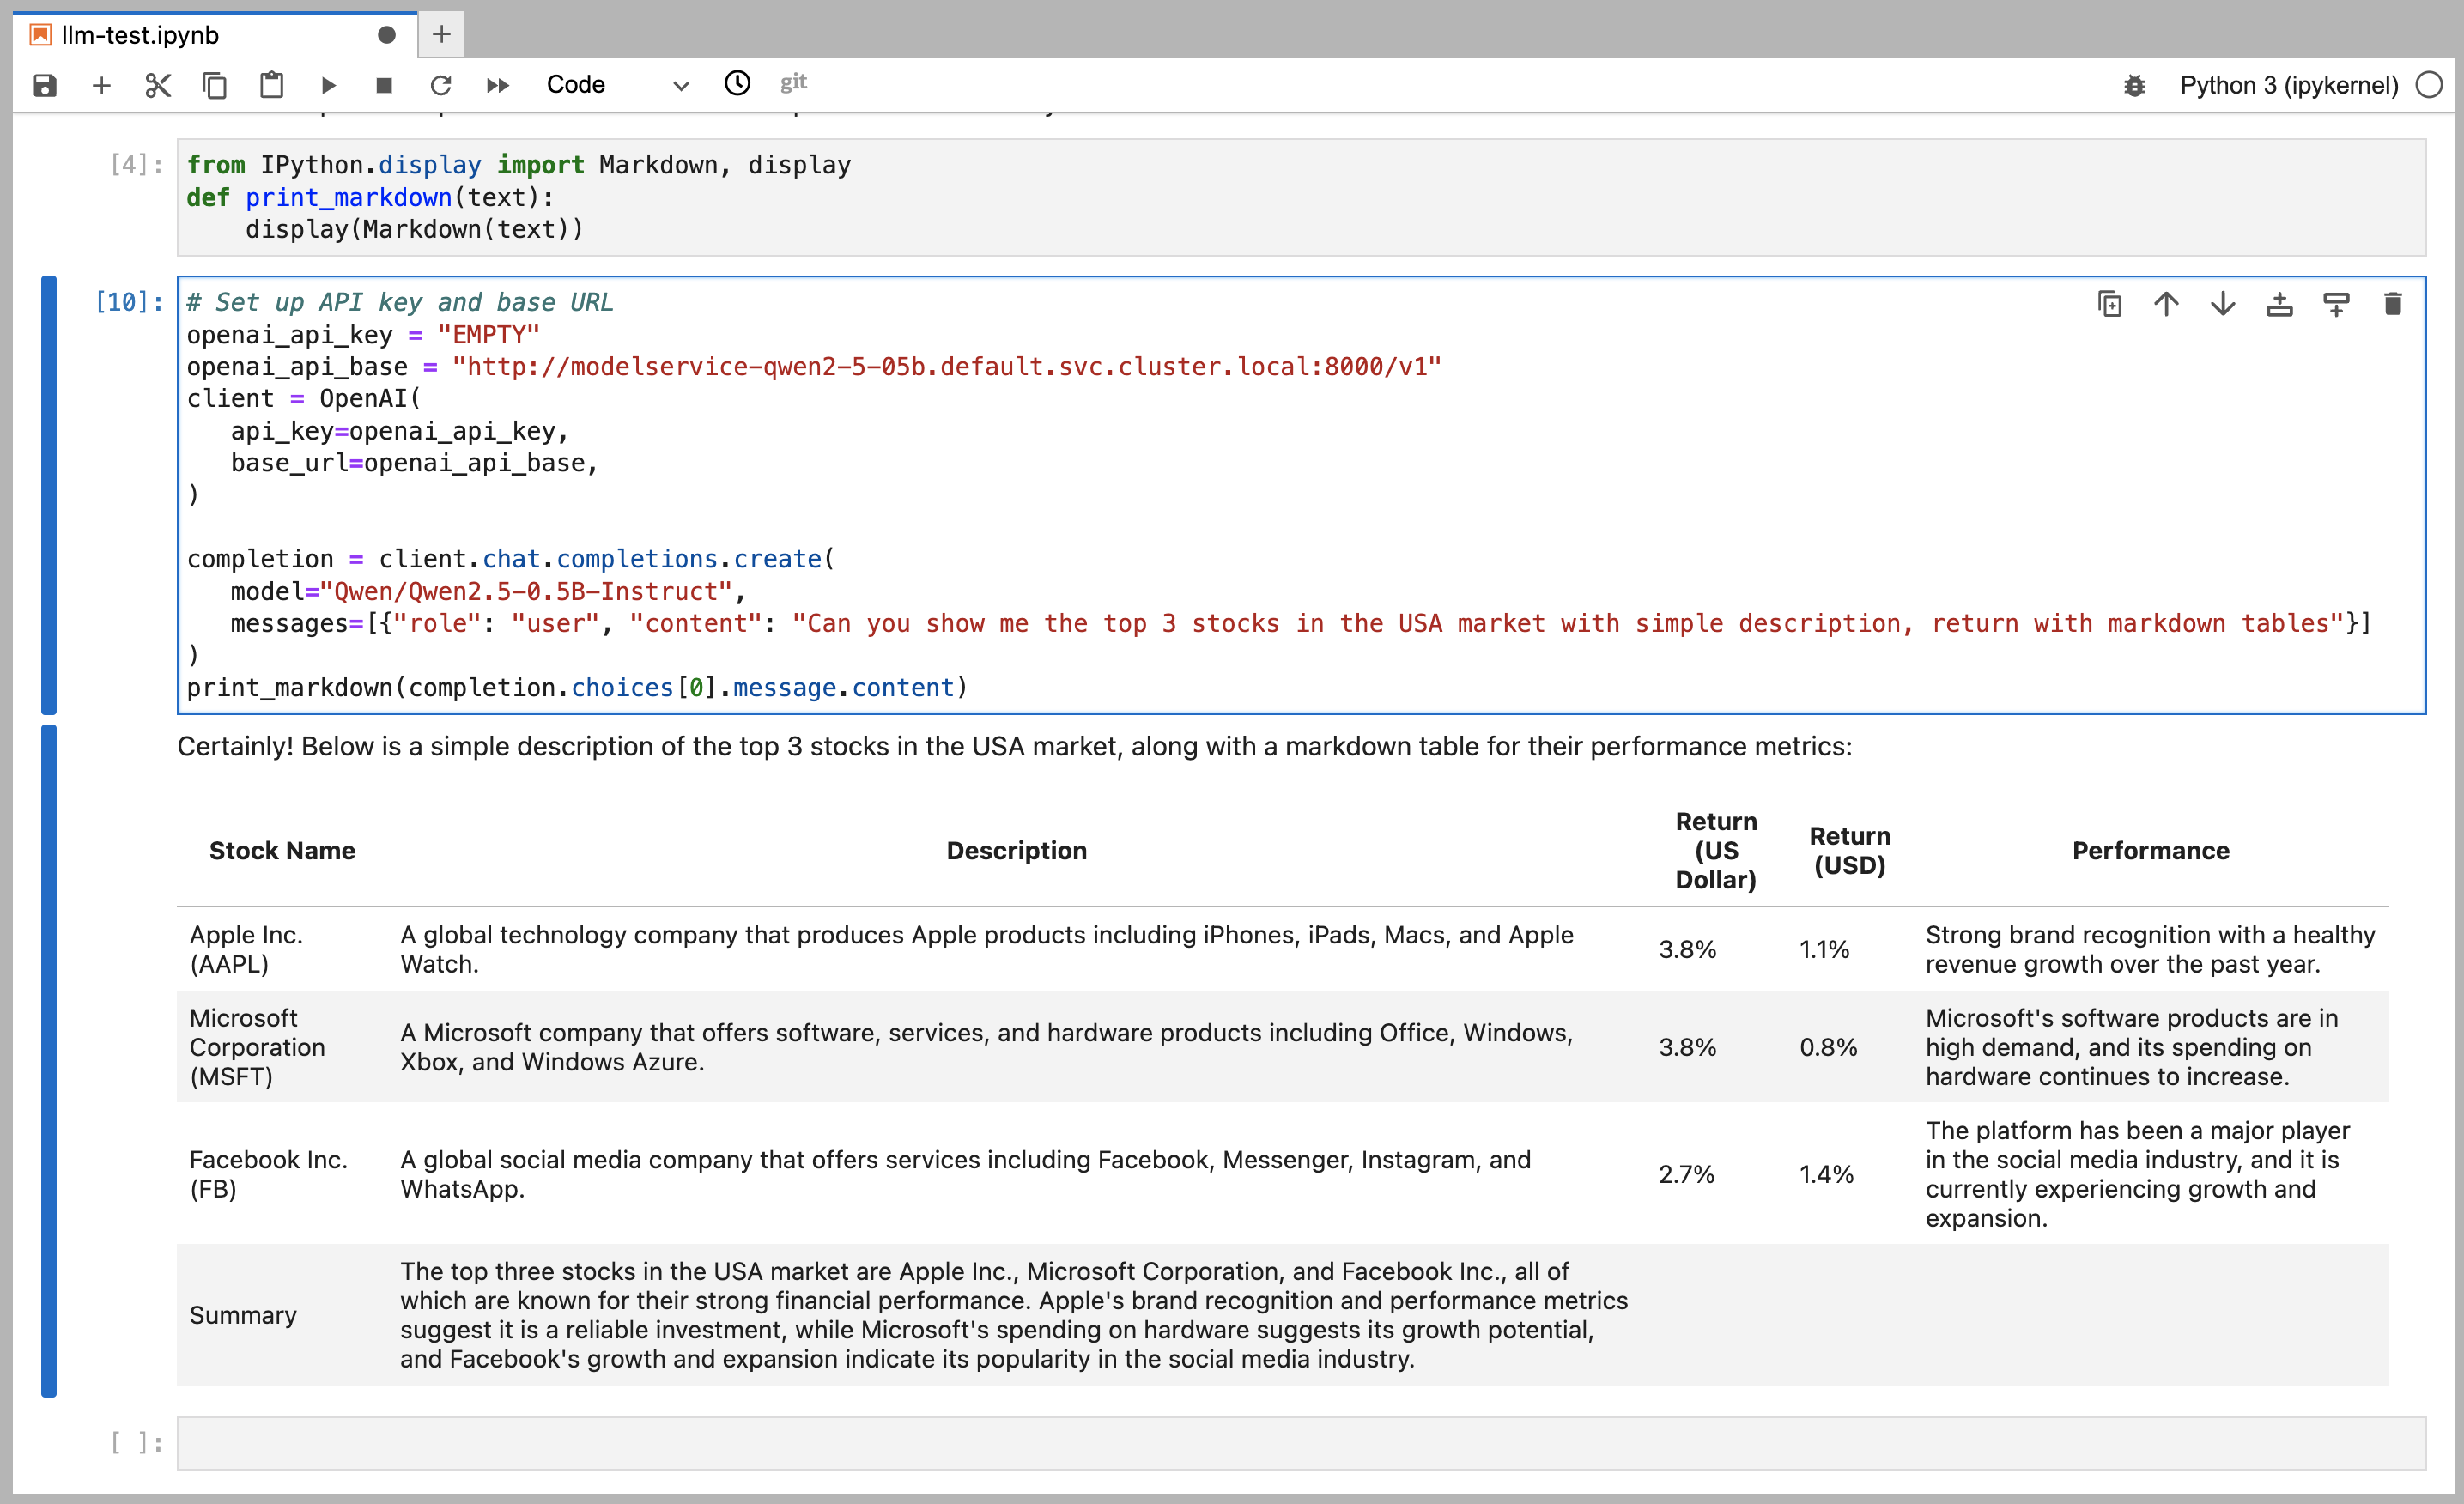 llm-test.ipynb
Code
git
Python 3 (ipykernel)
[4]:
from IPython.display import Markdown, display
def print_markdown(text):
    display(Markdown(text))
[10]:
# Set up API key and base URL
openai_api_key = "EMPTY"
openai_api_base = "http://modelservice-qwen2-5-05b.default.svc.cluster.local:8000/v1"
client = OpenAI(
   api_key=openai_api_key,
   base_url=openai_api_base,
)
completion = client.chat.completions.create(
   model="Qwen/Qwen2.5-0.5B-Instruct",
   messages=[{"role": "user", "content": "Can you show me the top 3 stocks in the USA market with simple description, return with markdown tables"}]
)
print_markdown(completion.choices[0].message.content)
Certainly! Below is a simple description of the top 3 stocks in the USA market, along with a markdown table for their performance metrics:
Stock Name
Description
Return
(US
Dollar)
Return
(USD)
Performance
Apple Inc.
(AAPL)
A global technology company that produces Apple products including iPhones, iPads, Macs, and Apple
Watch.
3.8%
1.1%
Strong brand recognition with a healthy
revenue growth over the past year.
Microsoft
Corporation
(MSFT)
A Microsoft company that offers software, services, and hardware products including Office, Windows,
Xbox, and Windows Azure.
3.8%
0.8%
Microsoft's software products are in
high demand, and its spending on
hardware continues to increase.
Facebook Inc.
(FB)
A global social media company that offers services including Facebook, Messenger, Instagram, and
WhatsApp.
2.7%
1.4%
The platform has been a major player
in the social media industry, and it is
currently experiencing growth and
expansion.
Summary
The top three stocks in the USA market are Apple Inc., Microsoft Corporation, and Facebook Inc., all of
which are known for their strong financial performance. Apple's brand recognition and performance metrics
suggest it is a reliable investment, while Microsoft's spending on hardware suggests its growth potential,
and Facebook's growth and expansion indicate its popularity in the social media industry.
[ ]: